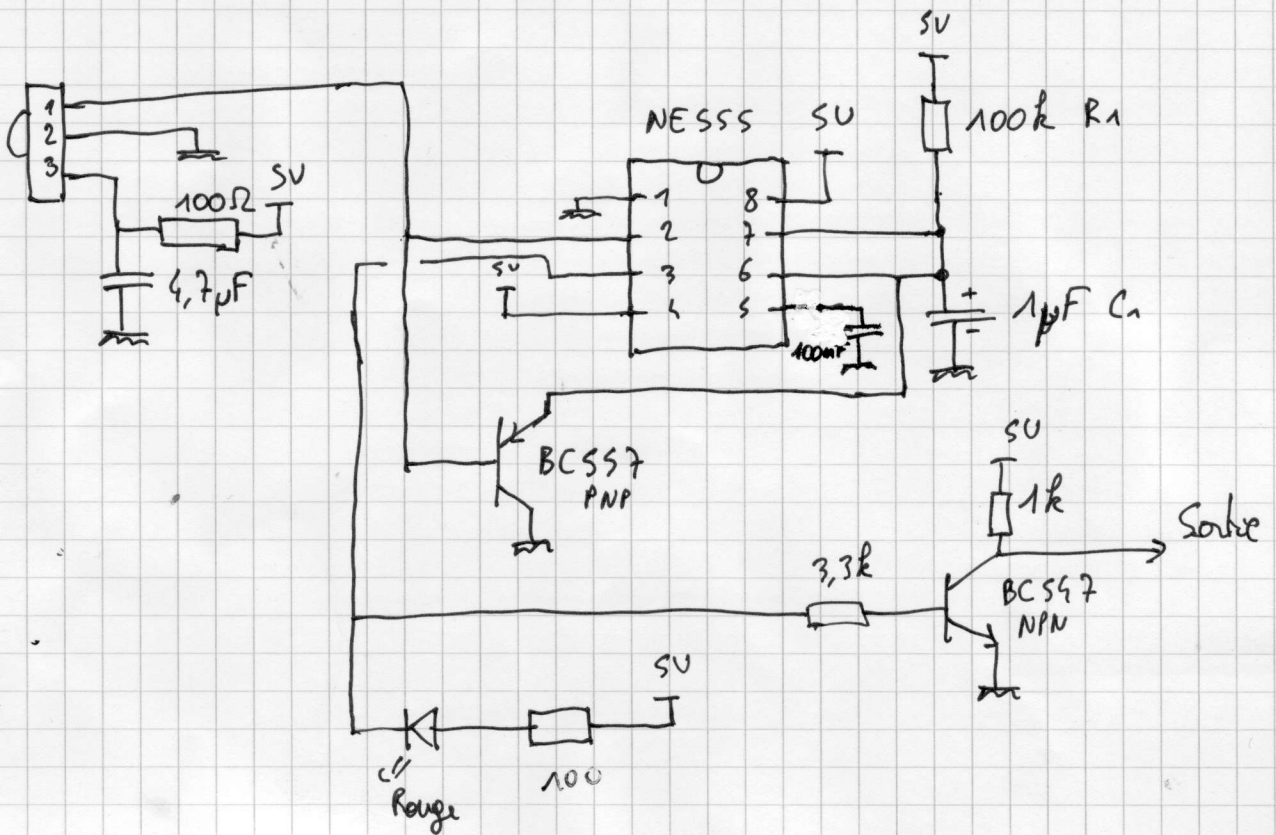 5V
1
2
3
100Ω
5V
4,7µF
NE555
5V
100k R1
1
2
3
4
8
7
6
5
5V
100nF
+
-
1µF C1
BC557
PNP
5V
1k
Sortie
3,3k
BC547
NPN
5V
100
Rouge